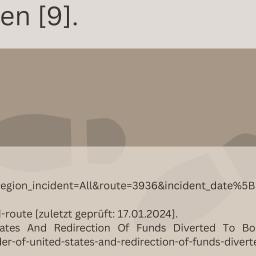 en [9].
egion_incident=All&route=3936&incident_date%5B
-route [zuletzt geprüft: 17.01.2024].
ates And Redirection Of Funds Diverted To Bo
der-of-united-states-and-redirection-of-funds-diverte